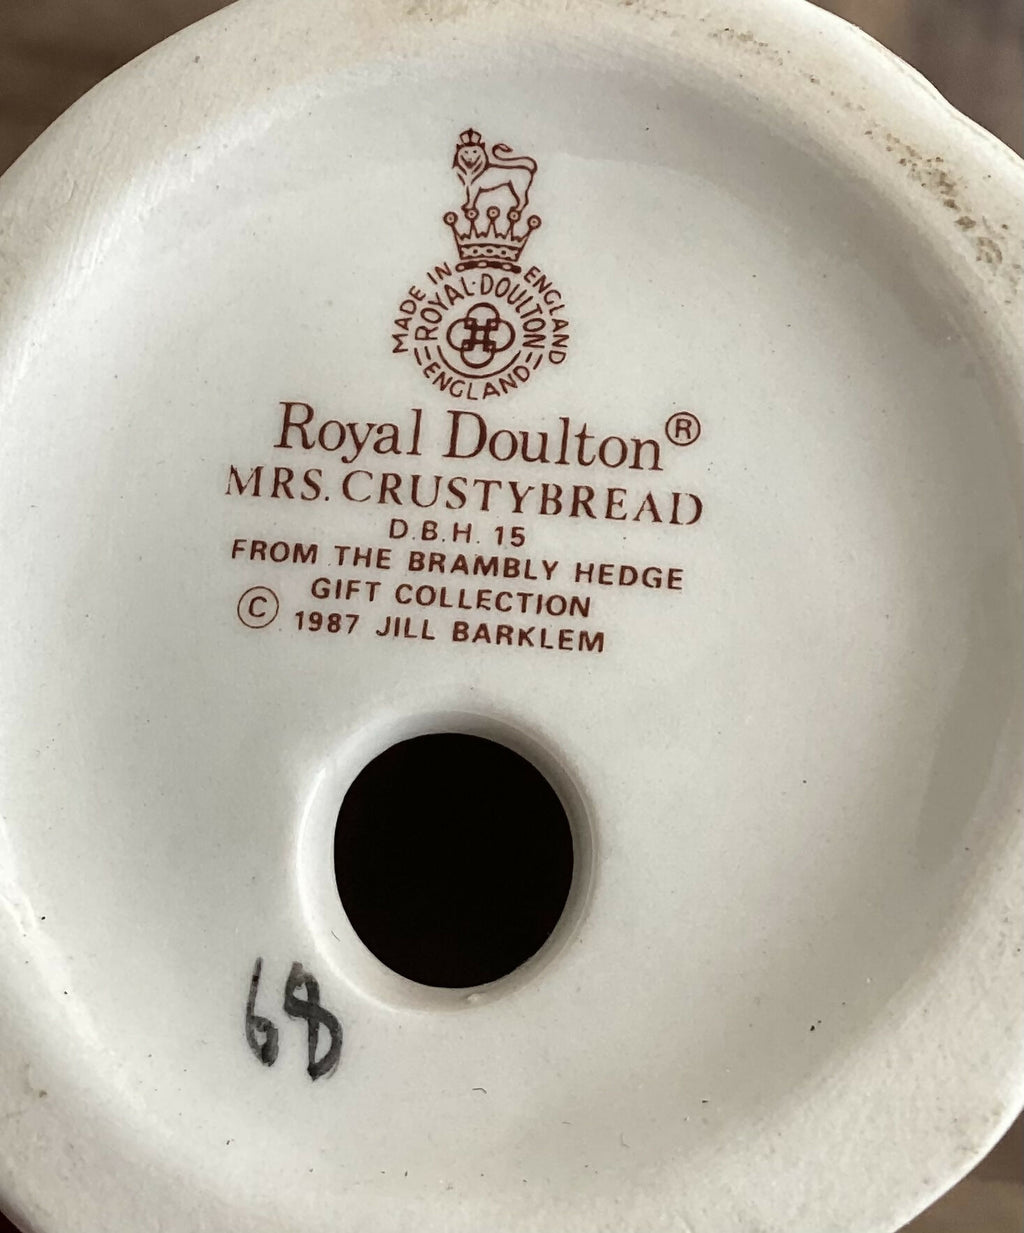 MADE IN ENGLAND
ROYAL·DOULTON
ENGLAND
Royal Doulton®
MRS. CRUSTYBREAD
D.B.H. 15
FROM THE BRAMBLY HEDGE
GIFT COLLECTION
© 1987 JILL BARKLEM
68